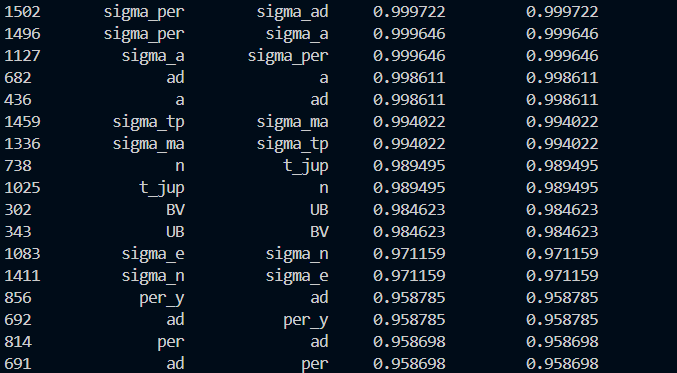 1502 sigma_per sigma_ad 0.999722 0.999722
1496 sigma_per sigma_a 0.999646 0.999646
1127 sigma_a sigma_per 0.999646 0.999646
682 ad a 0.998611 0.998611
436 a ad 0.998611 0.998611
1459 sigma_tp sigma_ma 0.994022 0.994022
1336 sigma_ma sigma_tp 0.994022 0.994022
738 n t_jup 0.989495 0.989495
1025 t_jup n 0.989495 0.989495
302 BV UB 0.984623 0.984623
343 UB BV 0.984623 0.984623
1083 sigma_e sigma_n 0.971159 0.971159
1411 sigma_n sigma_e 0.971159 0.971159
856 per_y ad 0.958785 0.958785
692 ad per_y 0.958785 0.958785
814 per ad 0.958698 0.958698
691 ad per 0.958698 0.958698